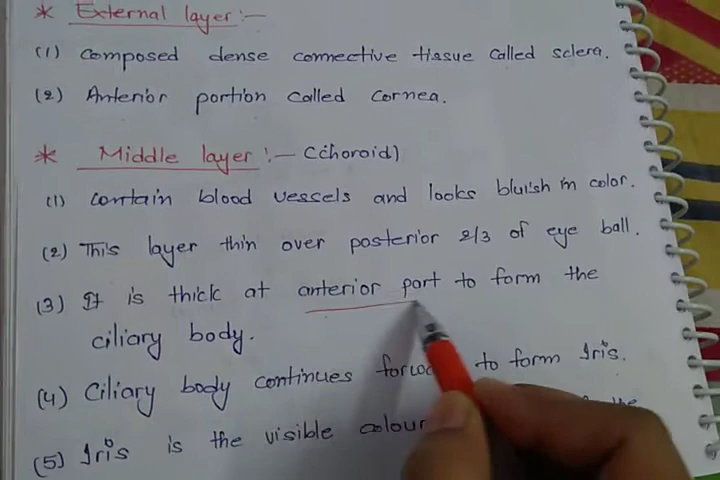 * External layer :-
(1) composed dense connective tissue called sclera.
(2) Anterior portion called cornea.
* Middle layer :- (choroid)
(1) contain blood vessels and looks bluish in color.
(2) This layer thin over posterior 2/3 of eye ball.
(3) It is thick at anterior part to form the
ciliary body.
(4) Ciliary body continues to form Iris.
(5) Iris is the visible colour the